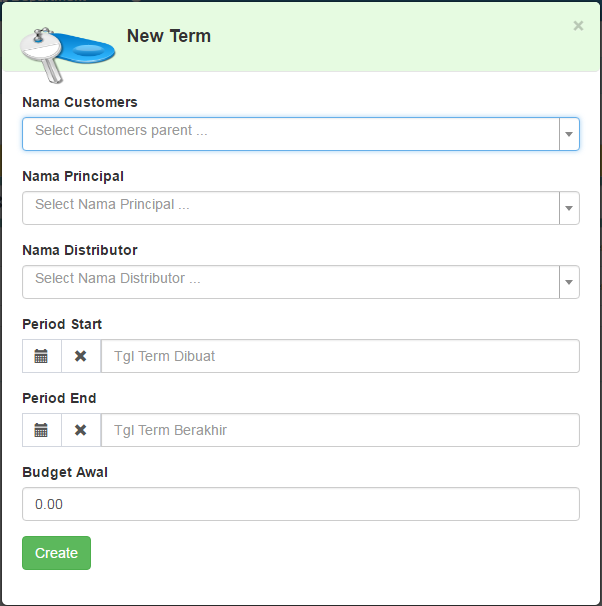 New Term
×
Nama Customers
Select Customers parent ...
Nama Principal
Select Nama Principal ...
Nama Distributor
Select Nama Distributor ...
Period Start
Tgl Term Dibuat
Period End
Tgl Term Berakhir
Budget Awal
0.00
Create